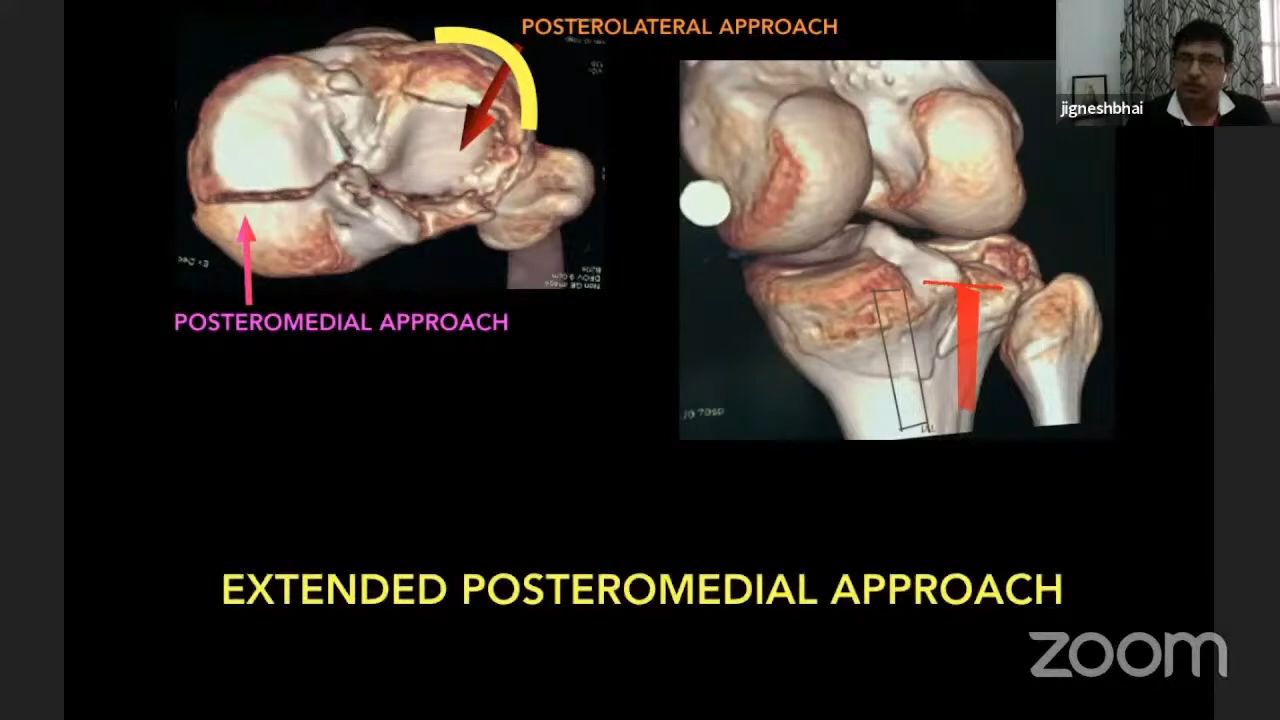 POSTEROLATERAL APPROACH
jigneshbhai
POSTEROMEDIAL APPROACH
EXTENDED POSTEROMEDIAL APPROACH
zoom